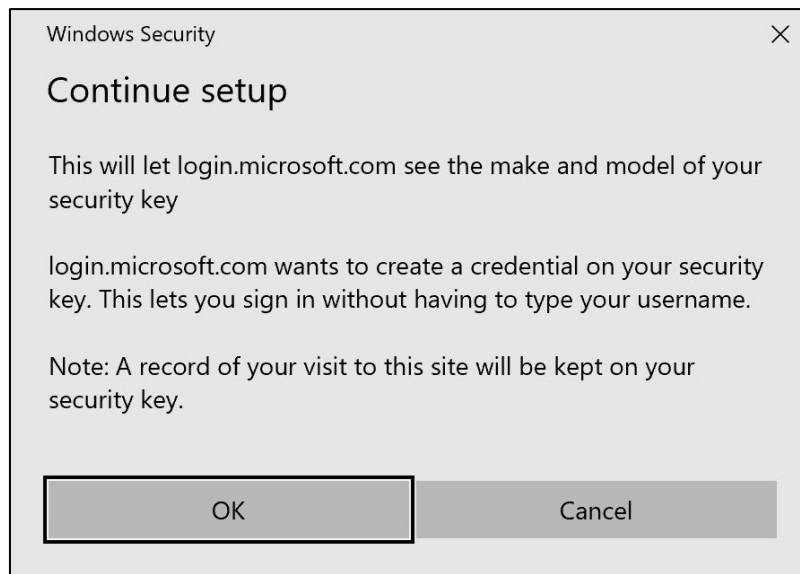 Windows Security
Continue setup
This will let login.microsoft.com see the make and model of your
security key
login.microsoft.com wants to create a credential on your security
key. This lets you sign in without having to type your username.
Note: A record of your visit to this site will be kept on your
security key.
OK
Cancel